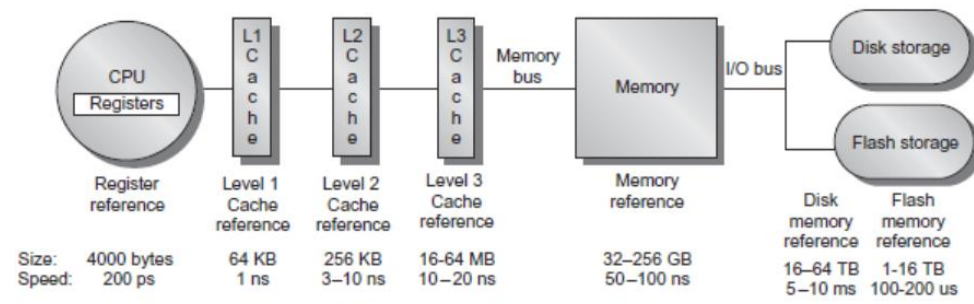 CPU
Registers
L1
C
a
c
h
e
L2
C
a
c
h
e
L3
C
a
c
h
e
Memory
bus
Memory
I/O bus
Disk storage
Flash storage
Register
reference
Level 1
Cache
reference
Level 2
Cache
reference
Level 3
Cache
reference
Memory
reference
Disk
memory
reference
Flash
memory
reference
Size: 4000 bytes 64 KB 256 KB 16-64 MB 32–256 GB 16–64 TB 1-16 TB
Speed: 200 ps 1 ns 3–10 ns 10–20 ns 50–100 ns 5–10 ms 100-200 us